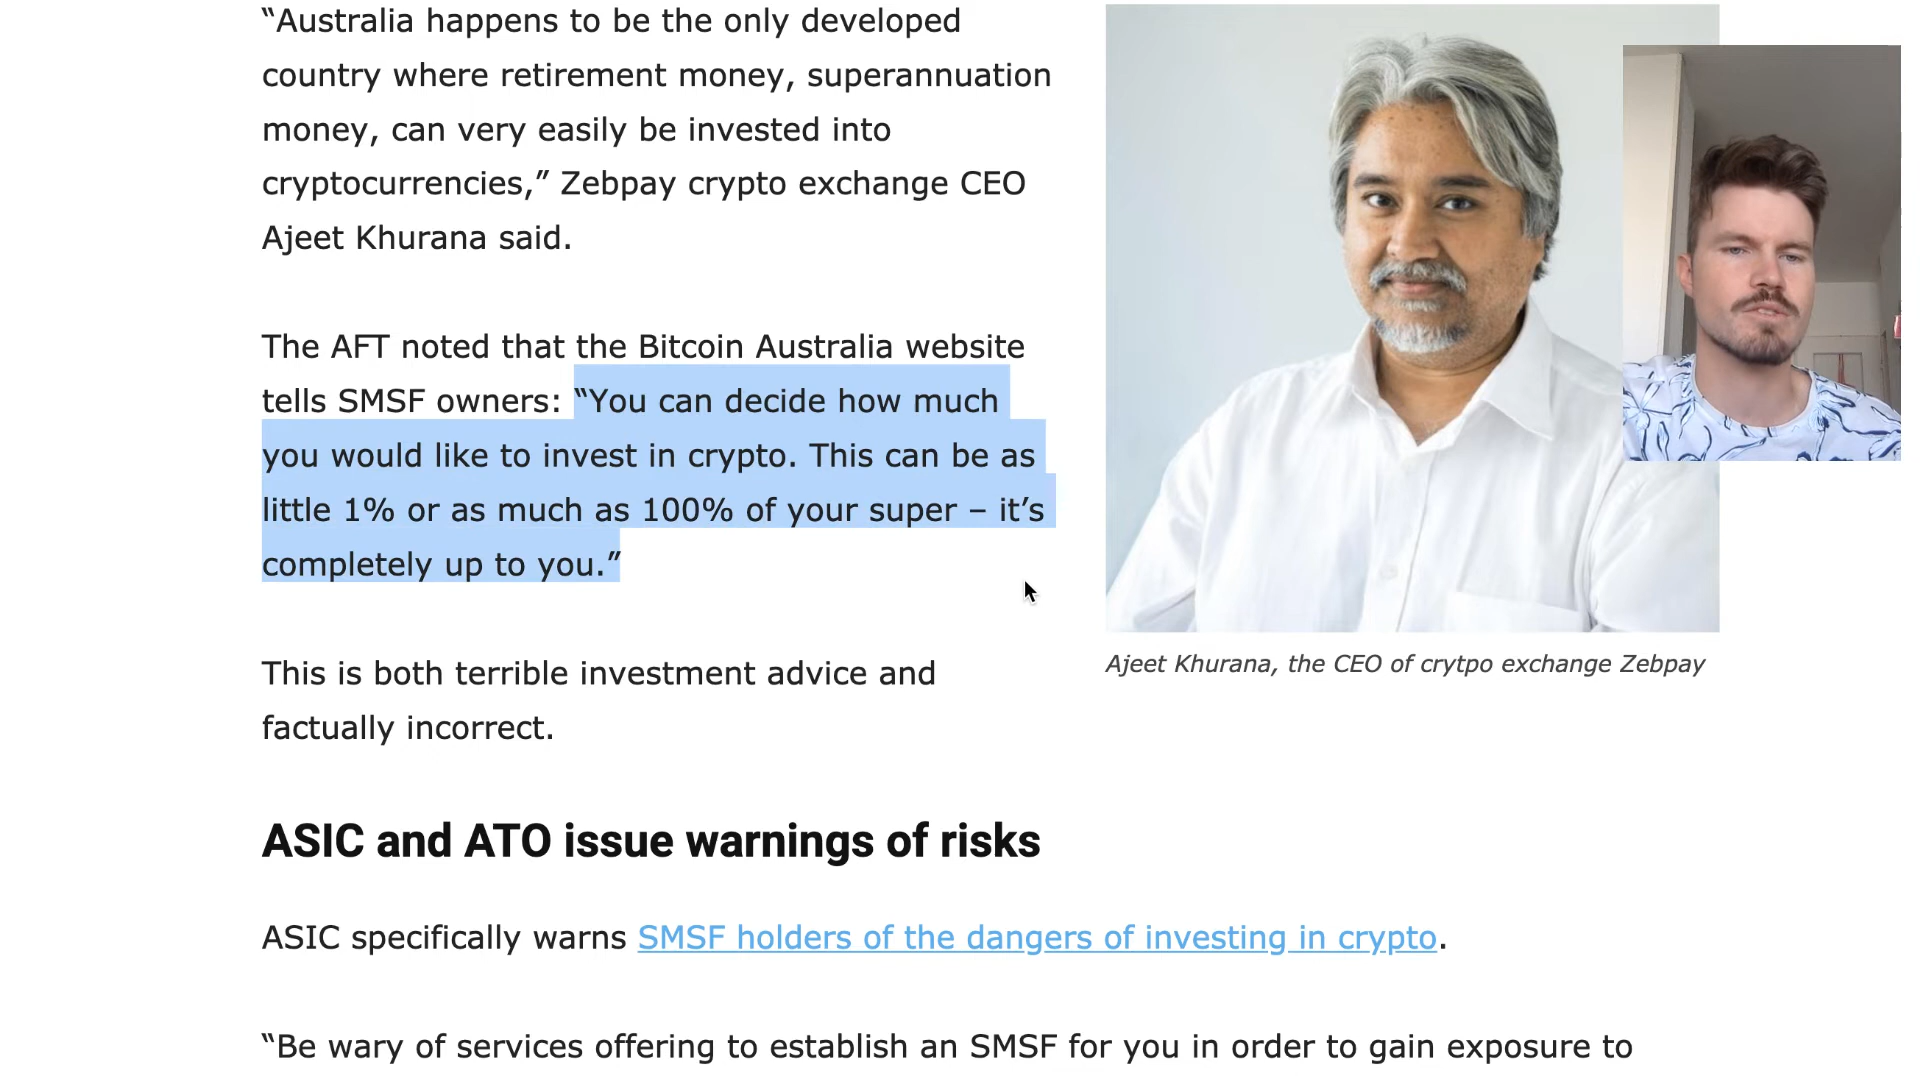 “Australia happens to be the only developed
country where retirement money, superannuation
money, can very easily be invested into
cryptocurrencies,” Zebpay crypto exchange CEO
Ajeet Khurana said.
The AFT noted that the Bitcoin Australia website
tells SMSF owners: “You can decide how much
you would like to invest in crypto. This can be as
little 1% or as much as 100% of your super – it’s
completely up to you.”
This is both terrible investment advice and
factually incorrect.
Ajeet Khurana, the CEO of crytpo exchange Zebpay
ASIC and ATO issue warnings of risks
ASIC specifically warns SMSF holders of the dangers of investing in crypto.
“Be wary of services offering to establish an SMSF for you in order to gain exposure to